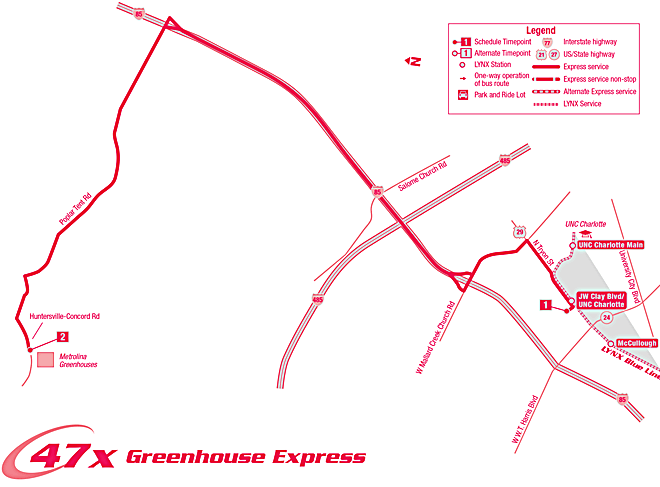 85
Legend
1 Schedule Timepoint
1 Alternate Timepoint
LYNX Station
One-way operation
of bus route
Park and Ride Lot
77 Interstate highway
21 27 US/State highway
Express service
Express service non-stop
Alternate Express service
LYNX Service
N
485
Salome Church Rd
85
Poplar Tent Rd
29
UNC Charlotte
N Tryon St
UNC Charlotte Main
University City Blvd
485
JW Clay Blvd/
UNC Charlotte
1
24
Huntersville-Concord Rd
2
W Mallard Creek Church Rd
McCullough
LYNX Blue Line
Metrolina
Greenhouses
85
W W.T. Harris Blvd
47x Greenhouse Express